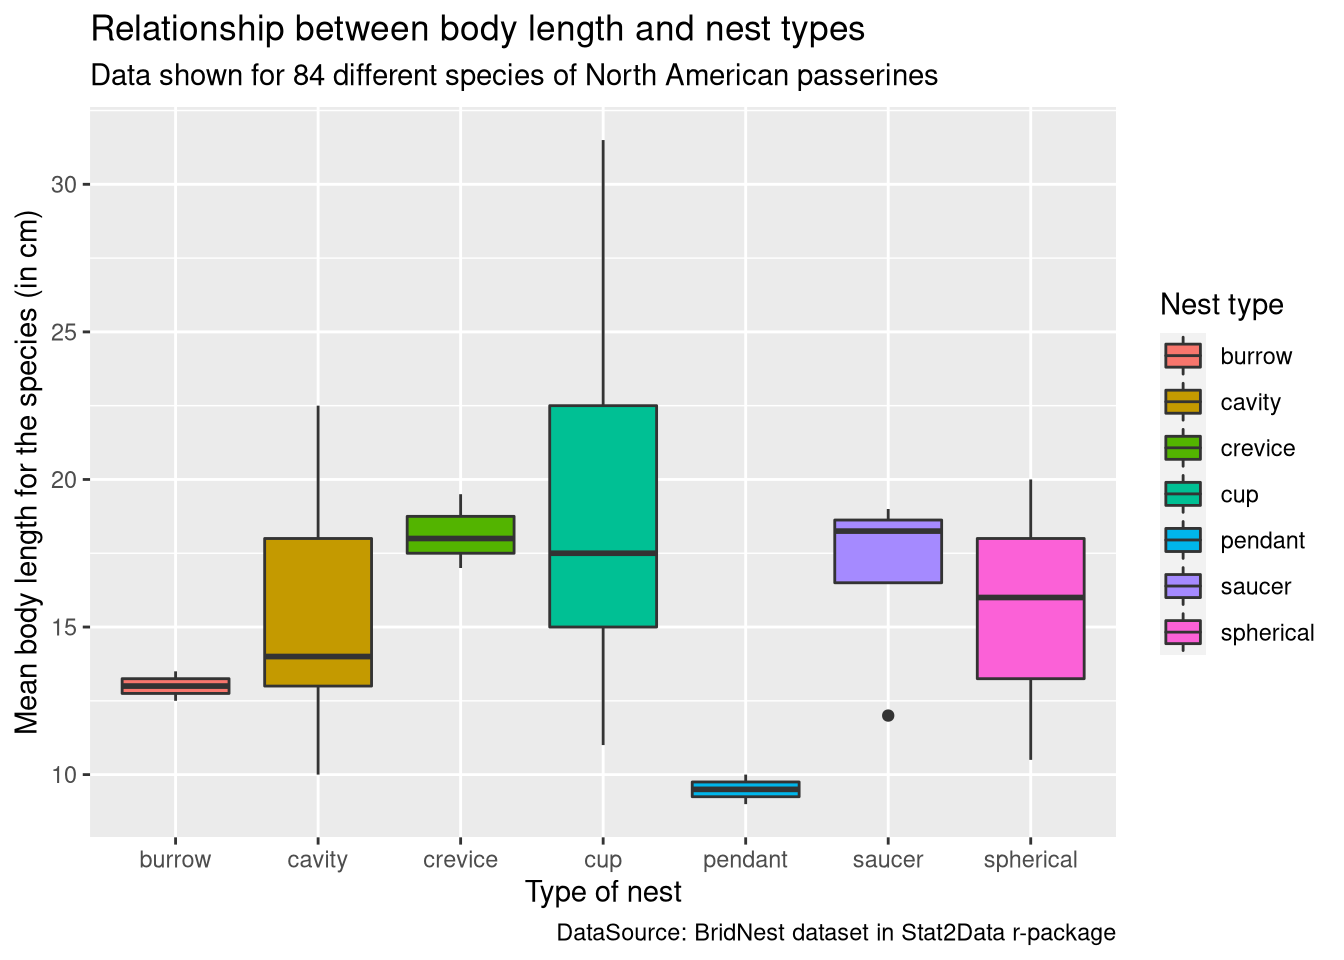 Relationship between body length and nest types
Data shown for 84 different species of North American passerines
Mean body length for the species (in cm)
30
25
20
15
10
burrow
cavity
crevice
cup
pendant
saucer
spherical
Type of nest
Nest type
burrow
cavity
crevice
cup
pendant
saucer
spherical
DataSource: BridNest dataset in Stat2Data r-package